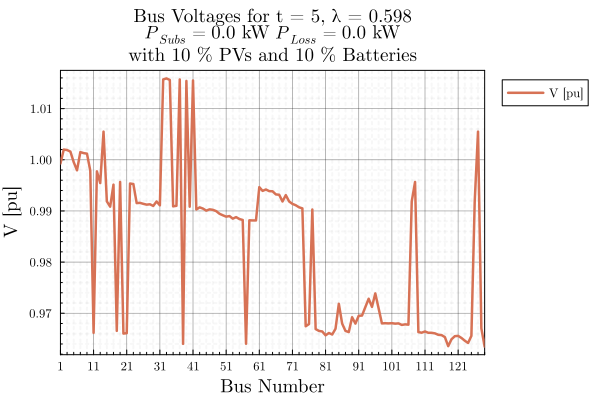 Bus Voltages for t = 5, λ = 0.598
P_Subs = 0.0 kW P_Loss = 0.0 kW
with 10 % PVs and 10 % Batteries
V [pu]
1.01
1.00
0.99
0.98
0.97
V [pu]
1 11 21 31 41 51 61 71 81 91 101 111 121
Bus Number